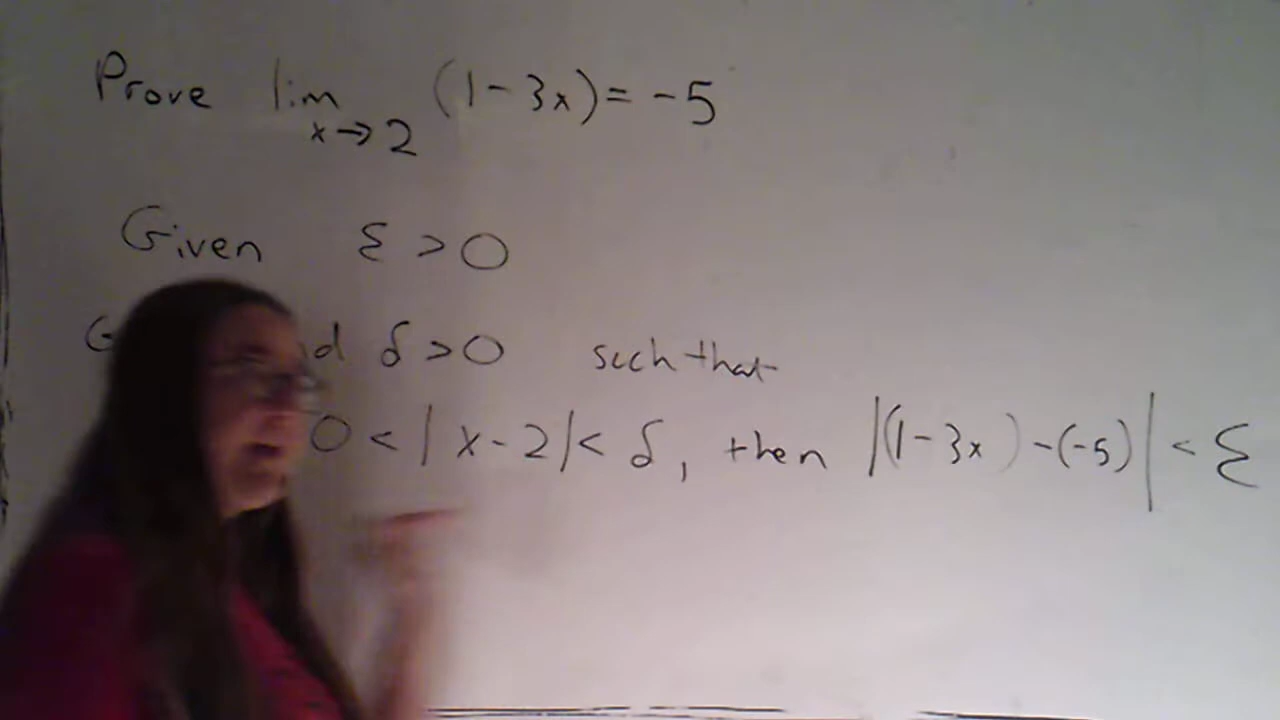 Prove lim (1-3x) = -5
x→2
Given ε > 0
δ > 0 such that
0 < |x-2| < δ, then |(1-3x)-(-5)| < ε